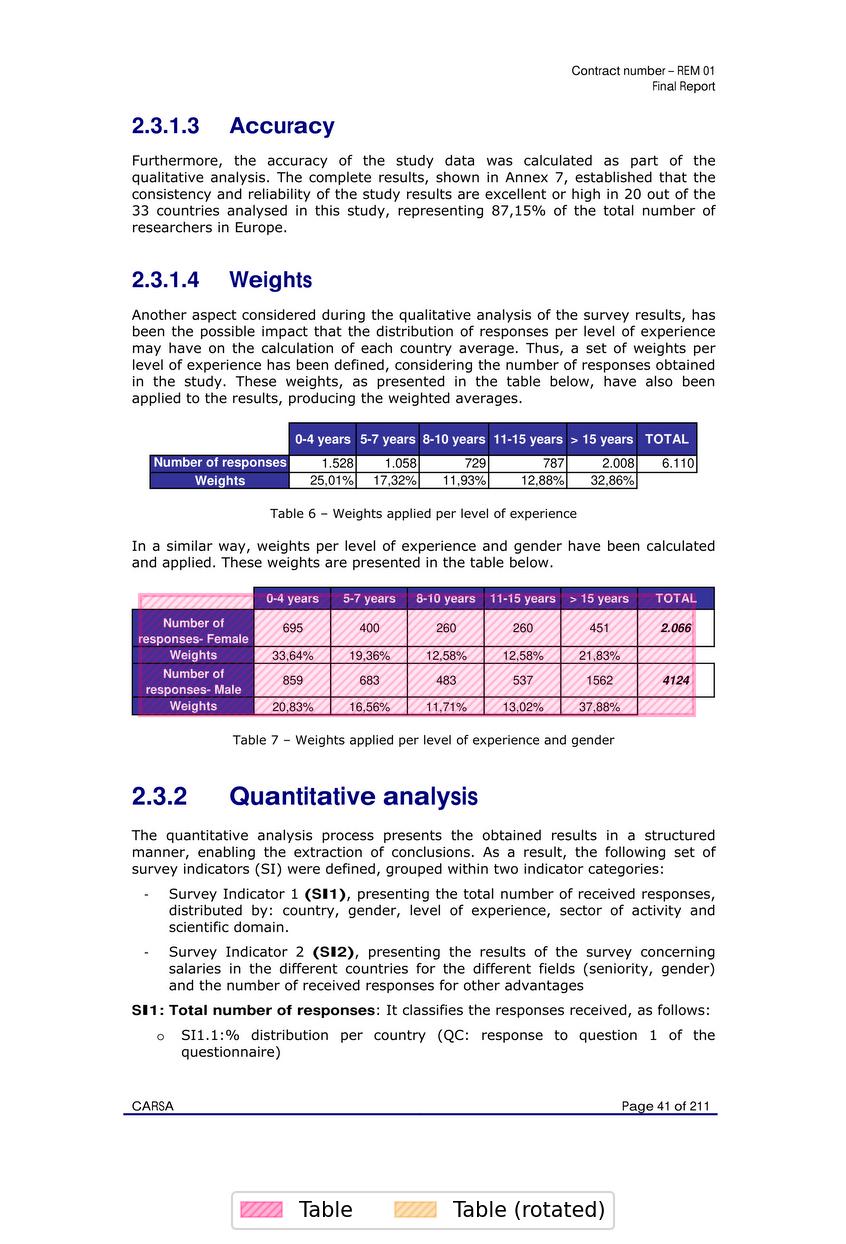 Contract number – REM 01
Final Report
2.3.1.3 Accuracy
Furthermore, the accuracy of the study data was calculated as part of the
qualitative analysis. The complete results, shown in Annex 7, established that the
consistency and reliability of the study results are excellent or high in 20 out of the
33 countries analysed in this study, representing 87,15% of the total number of
researchers in Europe.
2.3.1.4 Weights
Another aspect considered during the qualitative analysis of the survey results, has
been the possible impact that the distribution of responses per level of experience
may have on the calculation of each country average. Thus, a set of weights per
level of experience has been defined, considering the number of responses obtained
in the study. These weights, as presented in the table below, have also been
applied to the results, producing the weighted averages.
0-4 years 5-7 years 8-10 years 11-15 years > 15 years TOTAL
Number of responses 1.528 1.058 729 787 2.008 6.110
Weights 25,01% 17,32% 11,93% 12,88% 32,86%
Table 6 – Weights applied per level of experience
In a similar way, weights per level of experience and gender have been calculated
and applied. These weights are presented in the table below.
0-4 years 5-7 years 8-10 years 11-15 years > 15 years TOTAL
Number of
responses- Female 695 400 260 260 451 2.066
Weights 33,64% 19,36% 12,58% 12,58% 21,83%
Number of
responses- Male 859 683 483 537 1562 4124
Weights 20,83% 16,56% 11,71% 13,02% 37,88%
Table 7 – Weights applied per level of experience and gender
2.3.2 Quantitative analysis
The quantitative analysis process presents the obtained results in a structured
manner, enabling the extraction of conclusions. As a result, the following set of
survey indicators (SI) were defined, grouped within two indicator categories:
- Survey Indicator 1 (SI1), presenting the total number of received responses,
distributed by: country, gender, level of experience, sector of activity and
scientific domain.
- Survey Indicator 2 (SI2), presenting the results of the survey concerning
salaries in the different countries for the different fields (seniority, gender)
and the number of received responses for other advantages
SI1: Total number of responses: It classifies the responses received, as follows:
o SI1.1:% distribution per country (QC: response to question 1 of the
questionnaire)
CARSA Page 41 of 211
Table Table (rotated)